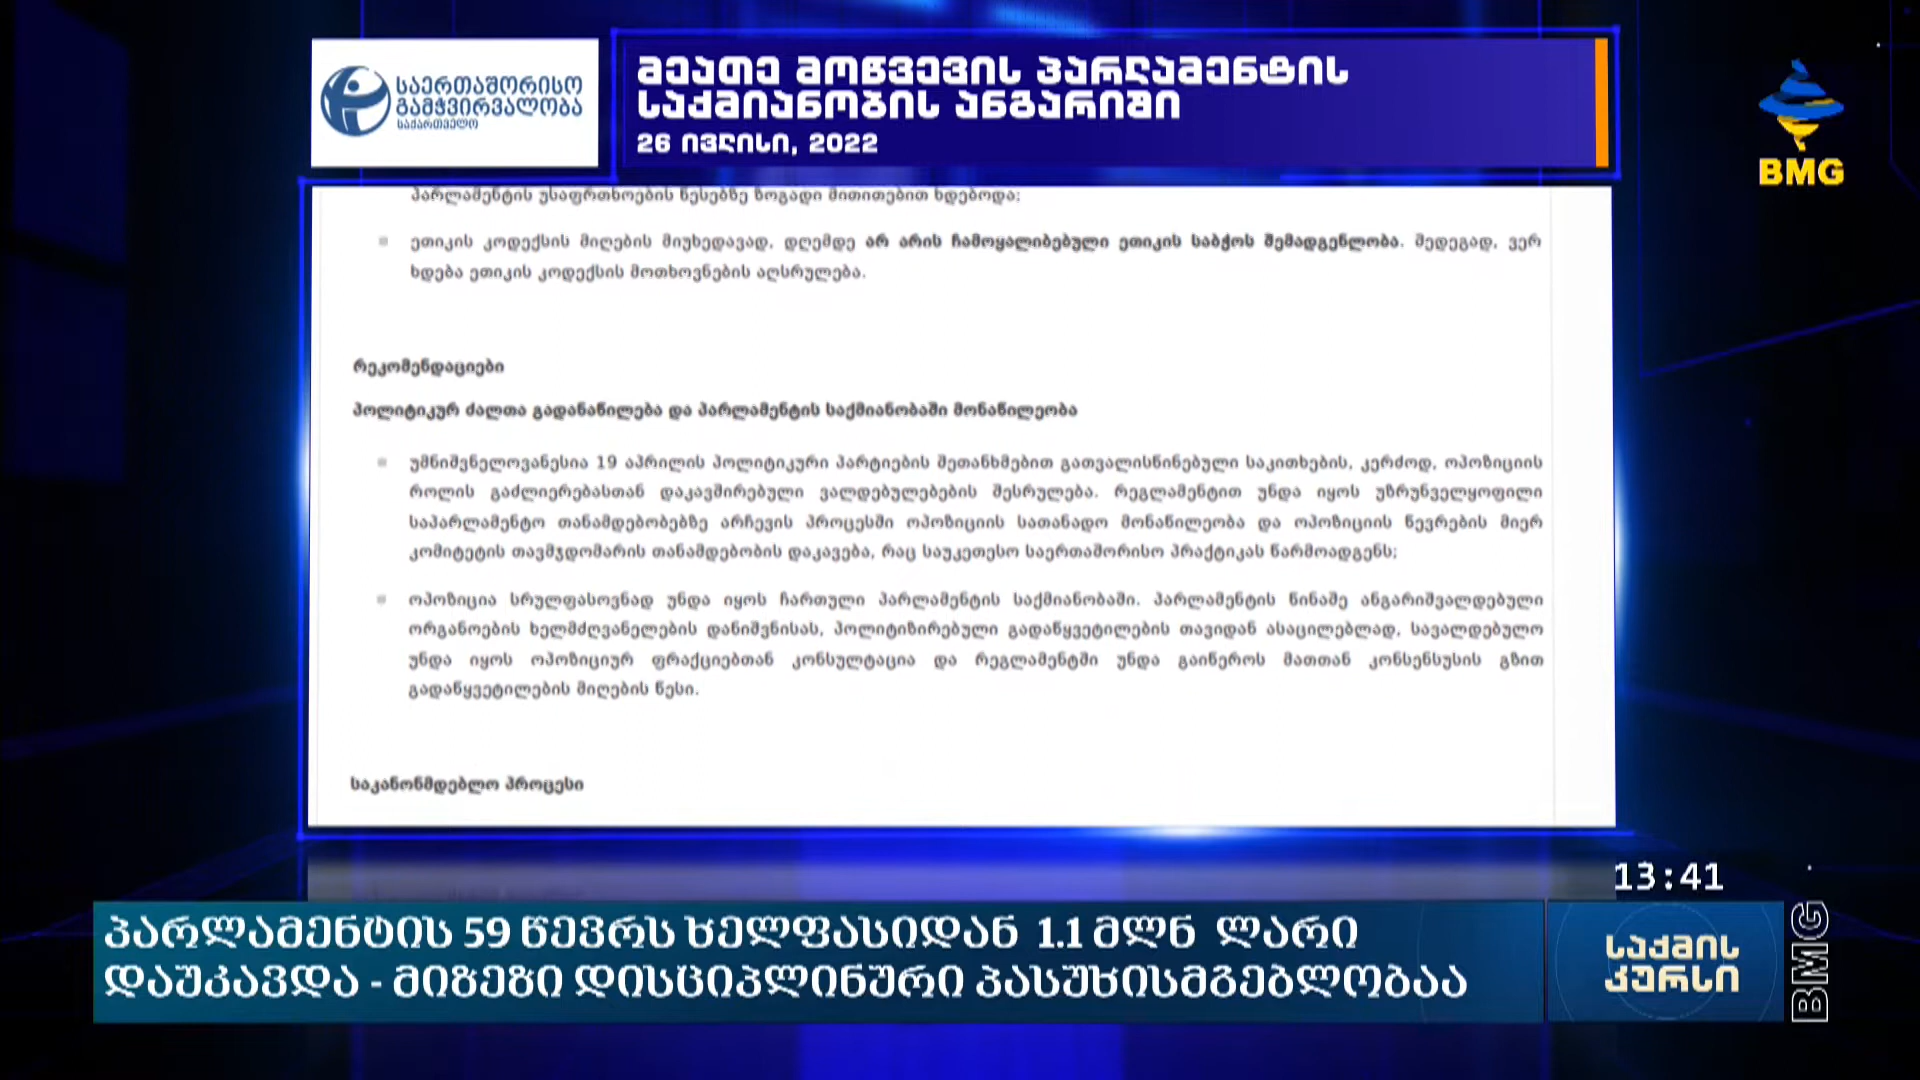 საერთაშორისო
გამჭვირვალობა
საქართველო
მეათე მოწვევის პარლამენტის
საქმიანობის ანგარიში
26 ივლისი, 2022
BMG
პარლამენტის უსაფრთხოების წესებზე ზოგადი მითითებით ხდებოდა;
ეთიკის კოდექსის მიღების მიუხედავად, დღემდე არ არის ჩამოყალიბებული ეთიკის საბჭოს შემადგენლობა. შედეგად, ვერ
ხდება ეთიკის კოდექსის მოთხოვნების აღსრულება.
რეკომენდაციები
პოლიტიკურ ძალთა გადანაწილება და პარლამენტის საქმიანობაში მონაწილეობა
უმნიშვნელოვანესია 19 აპრილის პოლიტიკური პარტიების შეთანხმებით გათვალისწინებული საკითხების, კერძოდ, ოპოზიციის
როლის გაძლიერებასთან დაკავშირებული ვალდებულებების შესრულება. რეგლამენტით უნდა იყოს უზრუნველყოფილი
საპარლამენტო თანამდებობებზე არჩევის პროცესში ოპოზიციის სათანადო მონაწილეობა და ოპოზიციის წევრების მიერ
კომიტეტის თავმჯდომარის თანამდებობის დაკავება, რაც საუკეთესო საერთაშორისო პრაქტიკას წარმოადგენს;
ოპოზიცია სრულფასოვნად უნდა იყოს ჩართული პარლამენტის საქმიანობაში. პარლამენტის წინაშე ანგარიშვალდებული
ორგანოების ხელმძღვანელების დანიშვნისას, პოლიტიზირებული გადაწყვეტილების თავიდან ასაცილებლად, სავალდებულო
უნდა იყოს ოპოზიციურ ფრაქციებთან კონსულტაცია და რეგლამენტში უნდა გაიწეროს მათთან კონსენსუსის გზით
გადაწყვეტილების მიღების წესი.
საკანონმდებლო პროცესი
13:41
პარლამენტის 59 წევრს ხელფასიდან 1.1 მლნ ლარი
დაუკავდა - მიზეზი დისციპლინური პასუხისმგებლობაა
საქმის
კურსი
BMG